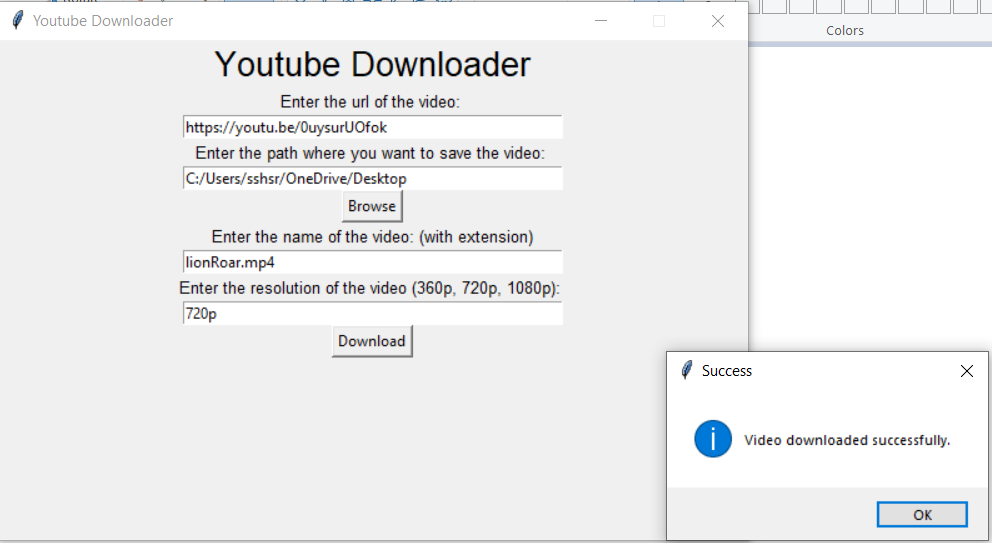 Youtube Downloader
Colors
Youtube Downloader
Enter the url of the video:
https://youtu.be/0uysurUOfok
Enter the path where you want to save the video:
C:/Users/sshsr/OneDrive/Desktop
Browse
Enter the name of the video: (with extension)
lionRoar.mp4
Enter the resolution of the video (360p, 720p, 1080p):
720p
Download
Success
Video downloaded successfully.
OK